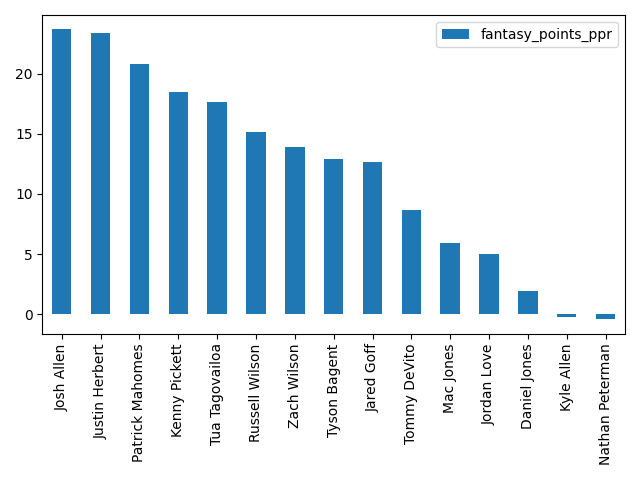 fantasy_points_ppr
20
15
10
5
0
Josh Allen
Justin Herbert
Patrick Mahomes
Kenny Pickett
Tua Tagovailoa
Russell Wilson
Zach Wilson
Tyson Bagent
Jared Goff
Tommy DeVito
Mac Jones
Jordan Love
Daniel Jones
Kyle Allen
Nathan Peterman